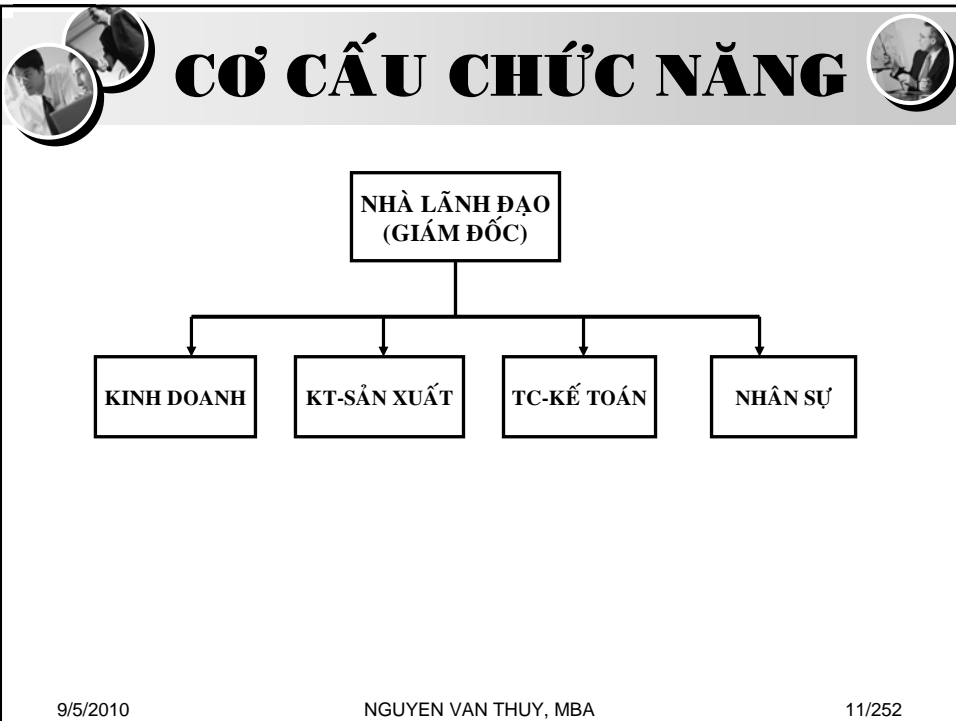 CƠ CẤU CHỨC NĂNG
NHÀ LÃNH ĐẠO
(GIÁM ĐỐC)
KINH DOANH
KT-SẢN XUẤT
TC-KẾ TOÁN
NHÂN SỰ
9/5/2010
NGUYEN VAN THUY, MBA
11/252